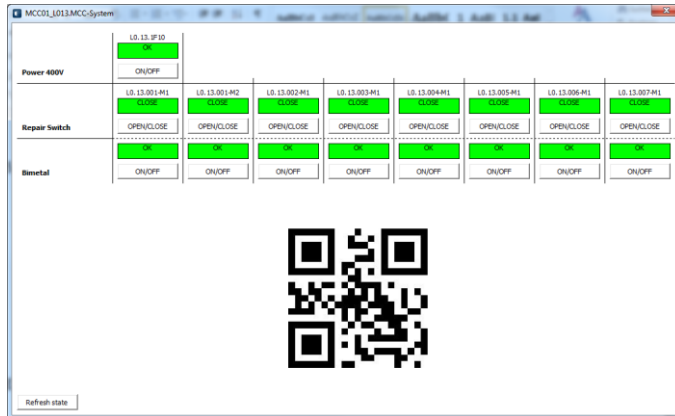 MCC01_L013.MCC-System
L0.13.1F10
OK
Power 400V ON/OFF
L0.13.001-M1 L0.13.001-M2 L0.13.002-M1 L0.13.003-M1 L0.13.004-M1 L0.13.005-M1 L0.13.006-M1 L0.13.007-M1
CLOSE CLOSE CLOSE CLOSE CLOSE CLOSE CLOSE CLOSE
Repair Switch OPEN/CLOSE OPEN/CLOSE OPEN/CLOSE OPEN/CLOSE OPEN/CLOSE OPEN/CLOSE OPEN/CLOSE OPEN/CLOSE
OK OK OK OK OK OK OK OK
Bimetal ON/OFF ON/OFF ON/OFF ON/OFF ON/OFF ON/OFF ON/OFF ON/OFF
Refresh state